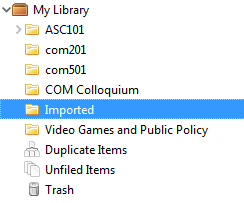 My Library
ASC101
com201
com501
COM Colloquium
Imported
Video Games and Public Policy
Duplicate Items
Unfiled Items
Trash